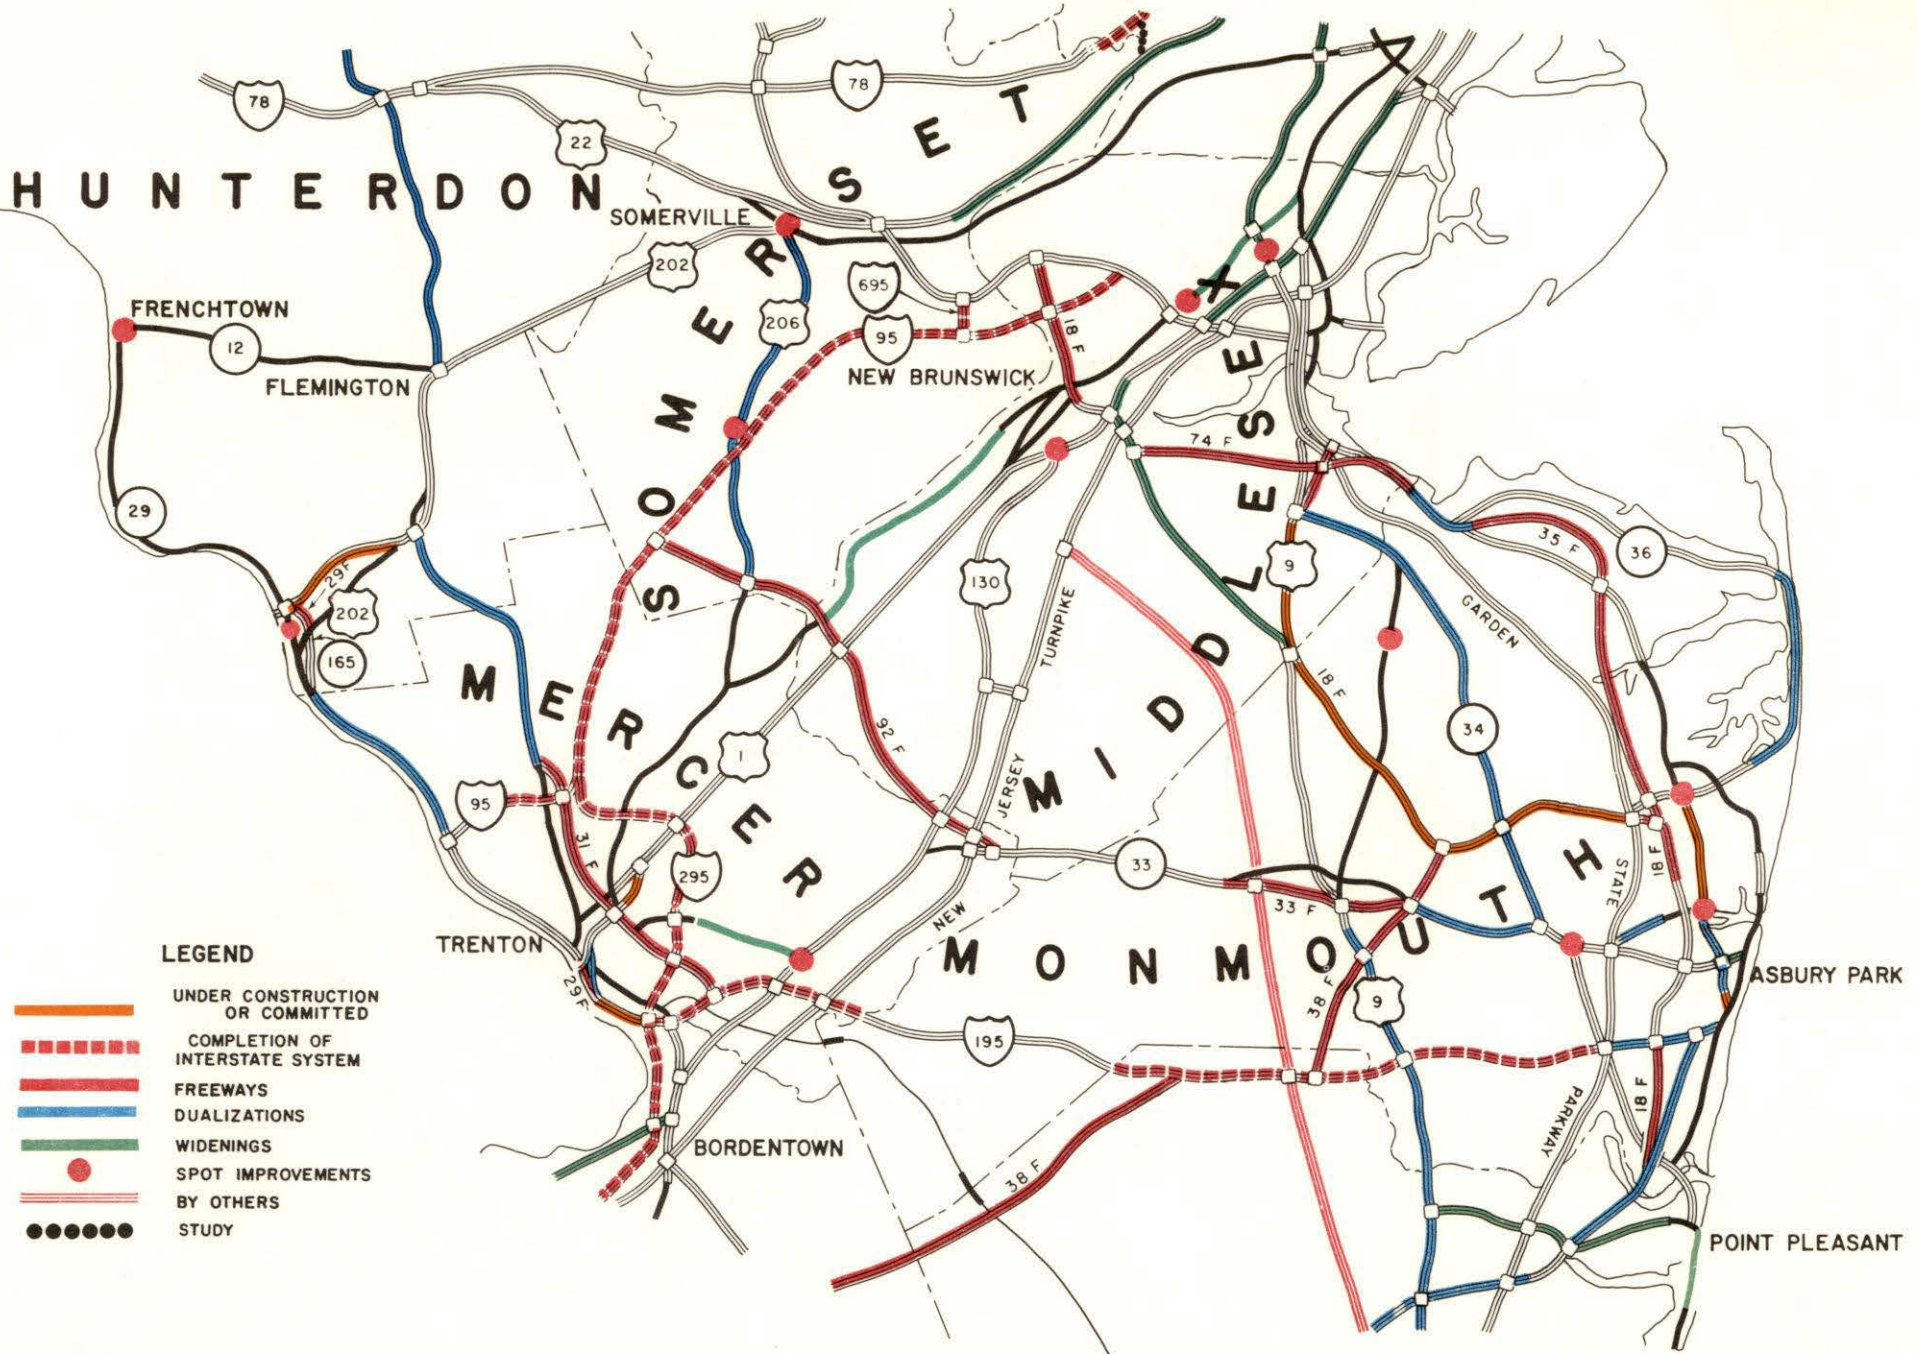 78
78
22
HUNTERDON
SOMERSET
SOMERVILLE
202
695
206
FRENCHTOWN
12
95
18 F
FLEMINGTON
NEW BRUNSWICK
MIDDLESEX
74 F
29
35 F
36
9
130
29F
202
GARDEN
165
TURNPIKE
MERCER
18 F
92 F
34
1
JERSEY
95
31 F
33
295
STATE
18 F
33 F
NEW
TRENTON
MONMOUTH
ASBURY PARK
29F
38 F
9
195
PARKWAY
18 F
BORDENTOWN
38 F
POINT PLEASANT
LEGEND
UNDER CONSTRUCTION
OR COMMITTED
COMPLETION OF
INTERSTATE SYSTEM
FREEWAYS
DUALIZATIONS
WIDENINGS
SPOT IMPROVEMENTS
BY OTHERS
STUDY